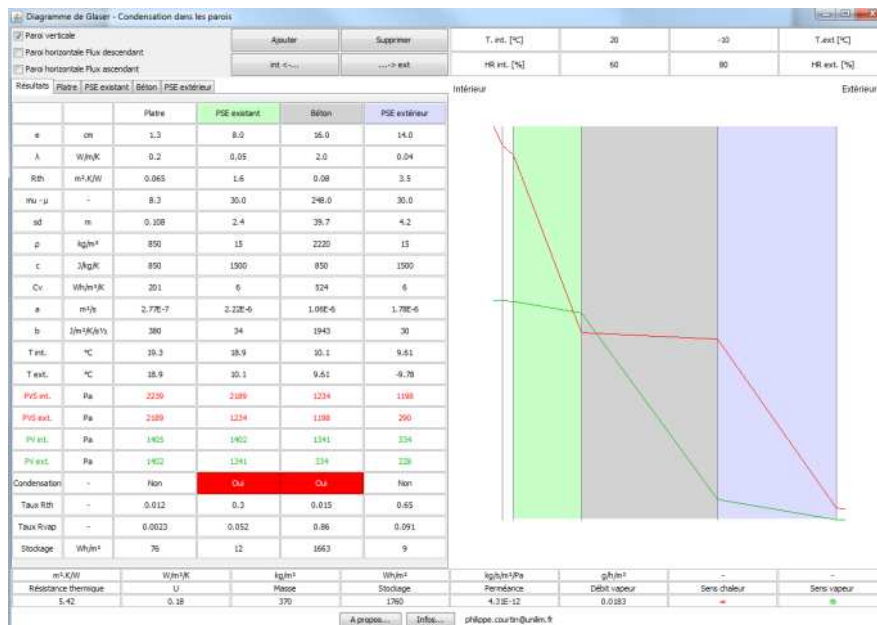 Diagramme de Glaser - Condensation dans les parois
Paroi verticale
Paroi horizontale Flux descendant
Paroi horizontale Flux ascendant
Ajouter Supprimer
int <-... ...-> ext
T. int. [°C] 20 -10 T.ext [°C]
HR int. [%] 60 80 HR ext. [%]
Résultats Platre PSE existant Béton PSE extérieur
Intérieur Extérieur
Platre PSE existant Béton PSE extérieur
e cm 1.3 8.0 16.0 14.0
λ W/m/K 0.2 0.05 2.0 0.04
Rth m².K/W 0.065 1.6 0.08 3.5
mu - μ - 8.3 30.0 248.0 30.0
sd m 0.108 2.4 39.7 4.2
ρ kg/m³ 850 15 2220 15
c J/kg/K 850 1500 850 1500
Cv Wh/m³/K 201 6 524 6
a m²/s 2.77E-7 2.22E-6 1.06E-6 1.78E-6
b J/m²/K/s½ 380 34 1943 30
T int. °C 19.3 18.9 10.1 9.61
T ext. °C 18.9 10.1 9.61 -9.78
PVS int. Pa 2239 2189 1234 1198
PVS ext. Pa 2189 1234 1198 290
PV int. Pa 1405 1402 1341 334
PV ext. Pa 1402 1341 334 228
Condensation - Non Oui Oui Non
Taux Rth - 0.012 0.3 0.015 0.65
Taux Rvap - 0.0023 0.052 0.86 0.091
Stockage Wh/m² 76 12 1663 9
m².K/W W/m²/K kg/m² Wh/m² kg/s/m²/Pa g/h/m² - -
Résistance thermique U Masse Stockage Perméance Débit vapeur Sens chaleur Sens vapeur
5.42 0.18 370 1760 4.31E-12 0.0183
A propos... Infos... philippe.courtin@unilim.fr